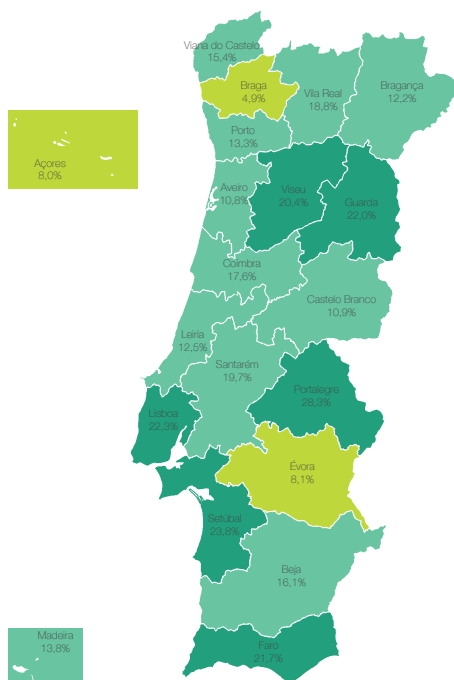 Viana do Castelo
15,4%
Braga
4,9%
Vila Real
18,8%
Bragança
12,2%
Porto
13,3%
Açores
8,0%
Aveiro
10,8%
Viseu
20,4%
Guarda
22,0%
Coimbra
17,6%
Castelo Branco
10,9%
Leiria
12,5%
Santarém
19,7%
Portalegre
28,3%
Lisboa
22,3%
Évora
8,1%
Setúbal
23,8%
Beja
16,1%
Madeira
13,8%
Faro
21,7%